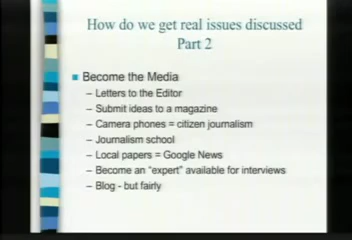 How do we get real issues discussed
Part 2
Become the Media
– Letters to the Editor
– Submit ideas to a magazine
– Camera phones = citizen journalism
– Journalism school
– Local papers = Google News
– Become an "expert" available for interviews
– Blog - but fairly